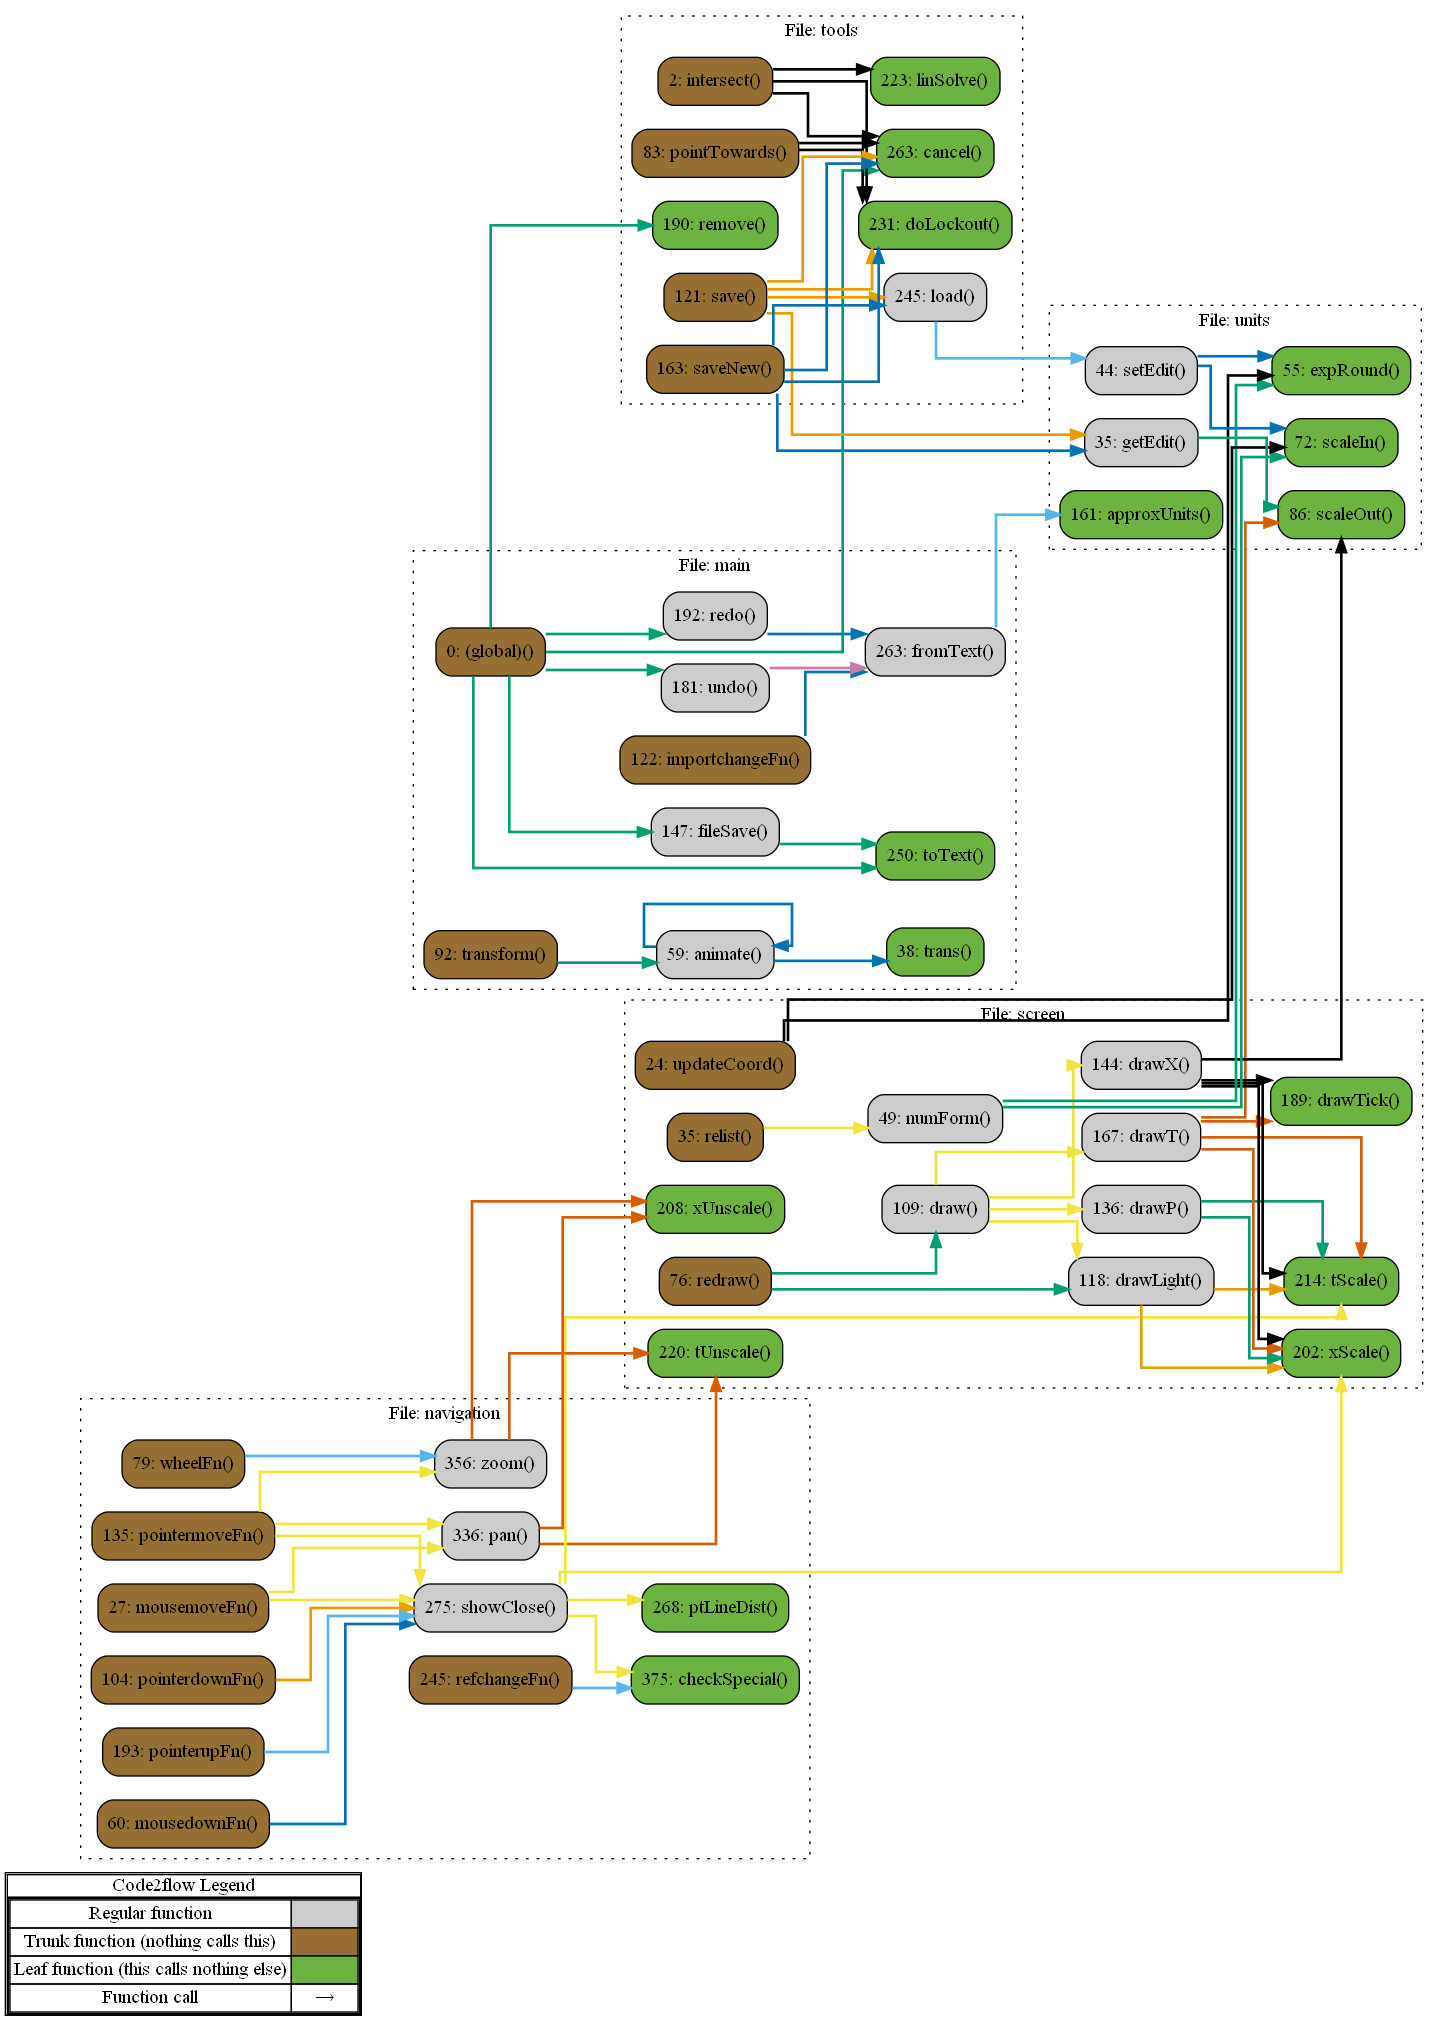 File: tools
2: intersect()
223: linSolve()
83: pointTowards()
263: cancel()
190: remove()
231: doLockout()
121: save()
245: load()
163: saveNew()
File: units
44: setEdit()
55: expRound()
35: getEdit()
72: scaleIn()
161: approxUnits()
86: scaleOut()
File: main
192: redo()
0: (global)()
263: fromText()
181: undo()
122: importchangeFn()
147: fileSave()
250: toText()
92: transform()
59: animate()
38: trans()
File: screen
24: updateCoord()
144: drawX()
189: drawTick()
49: numForm()
35: relist()
167: drawT()
208: xUnscale()
109: draw()
136: drawP()
76: redraw()
118: drawLight()
214: tScale()
220: tUnscale()
202: xScale()
File: navigation
79: wheelFn()
356: zoom()
135: pointermoveFn()
336: pan()
27: mousemoveFn()
275: showClose()
268: ptLineDist()
104: pointerdownFn()
245: refchangeFn()
375: checkSpecial()
193: pointerupFn()
60: mousedownFn()
Code2flow Legend
Regular function
Trunk function (nothing calls this)
Leaf function (this calls nothing else)
Function call →